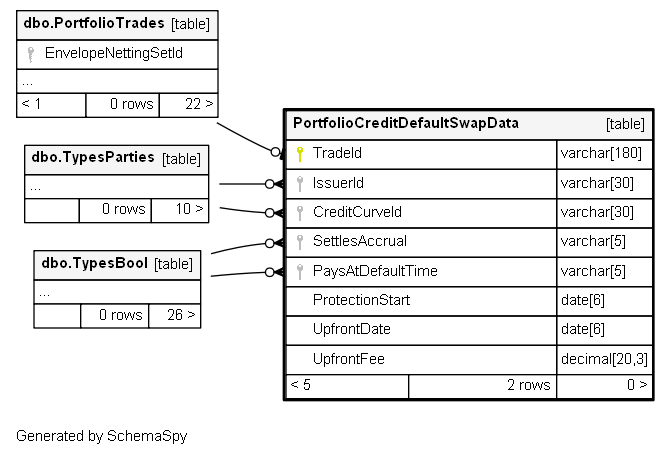 dbo.PortfolioTrades [table]
EnvelopeNettingSetId
...
< 1 0 rows 22 >
dbo.TypesParties [table]
...
0 rows 10 >
dbo.TypesBool [table]
...
0 rows 26 >
PortfolioCreditDefaultSwapData [table]
TradeId varchar[180]
IssuerId varchar[30]
CreditCurveId varchar[30]
SettlesAccrual varchar[5]
PaysAtDefaultTime varchar[5]
ProtectionStart date[6]
UpfrontDate date[6]
UpfrontFee decimal[20,3]
< 5 2 rows 0 >
Generated by SchemaSpy